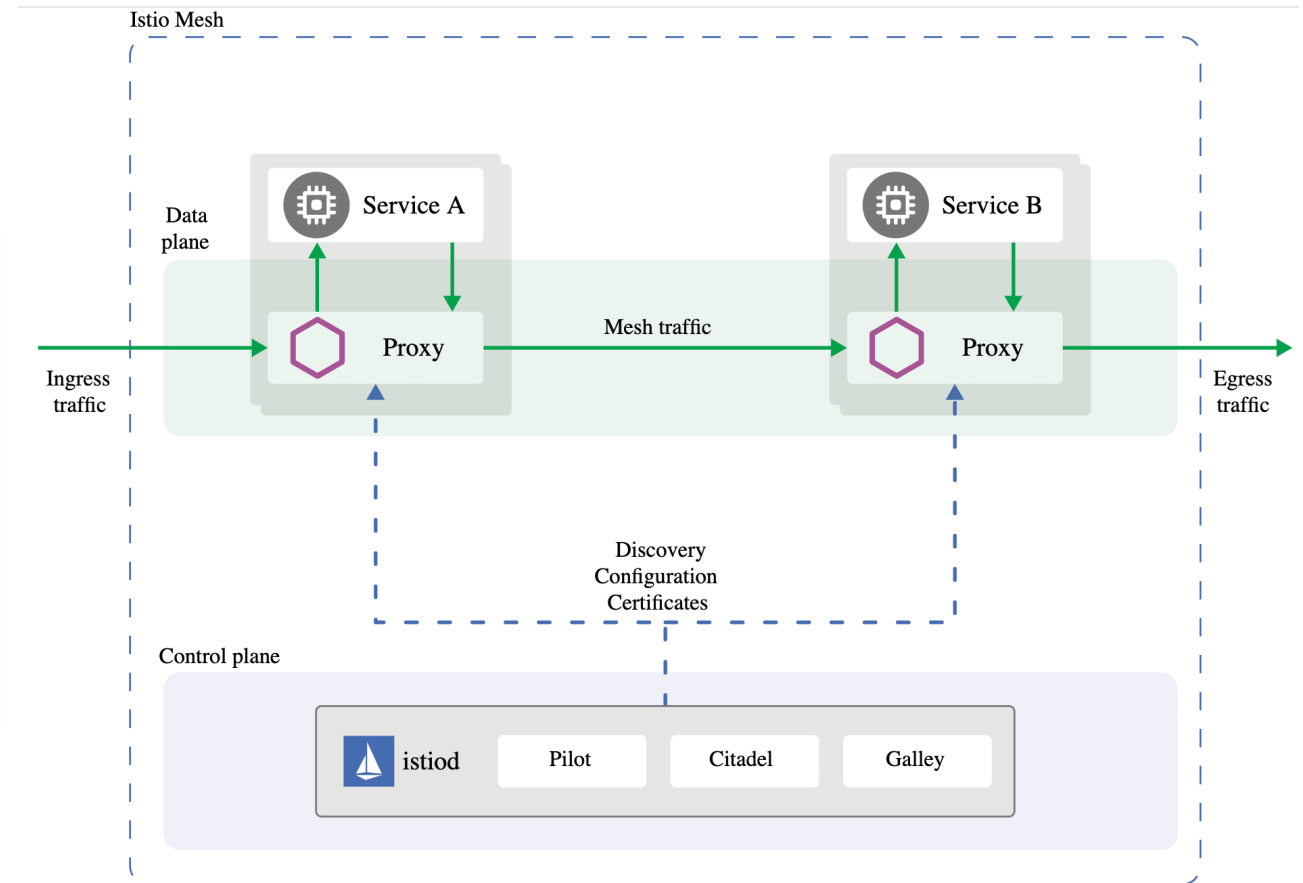 Istio Mesh
Data
plane
Service A
Service B
Proxy
Mesh traffic
Proxy
Ingress
traffic
Egress
traffic
Discovery
Configuration
Certificates
Control plane
istiod
Pilot
Citadel
Galley